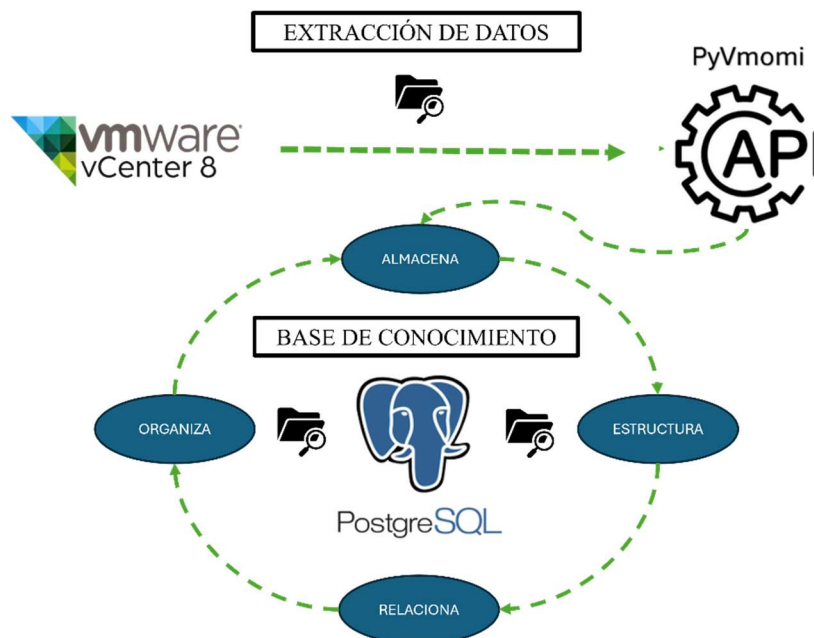 EXTRACCIÓN DE DATOS
PyVmomi
vmware®
vCenter 8
API
ALMACENA
BASE DE CONOCIMIENTO
ORGANIZA
ESTRUCTURA
PostgreSQL
RELACIONA